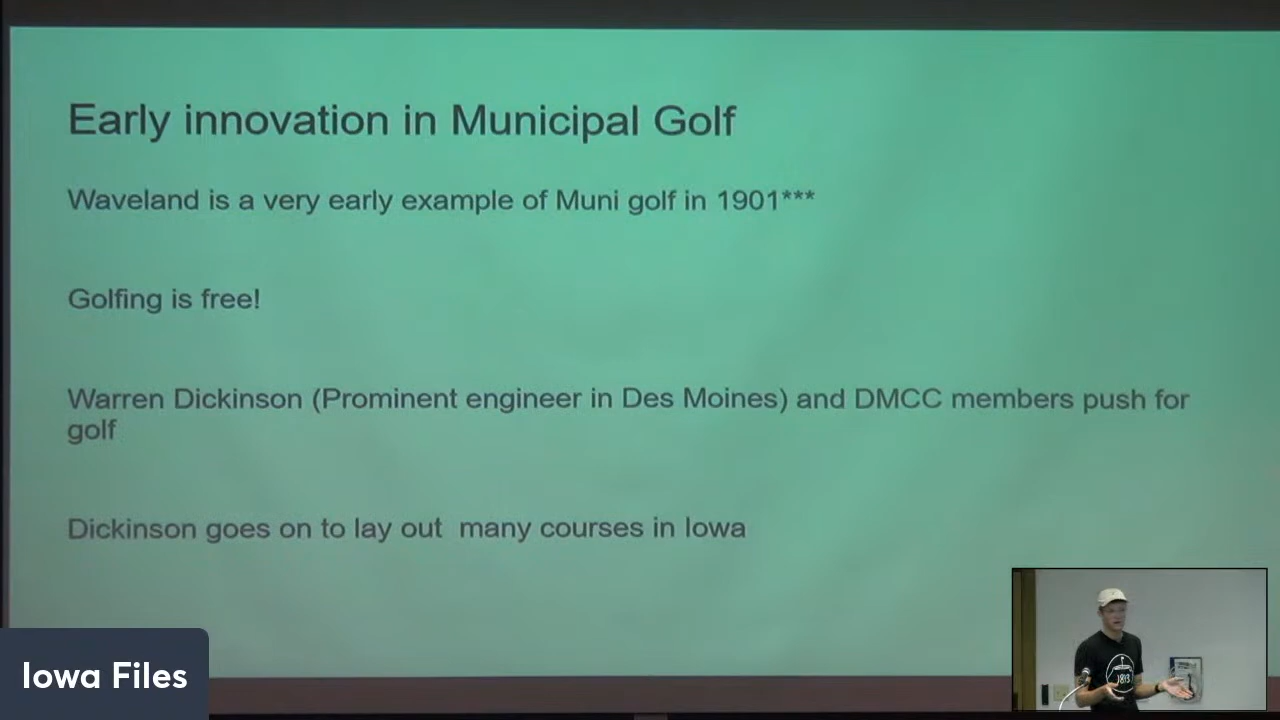 Early innovation in Municipal Golf
Waveland is a very early example of Muni golf in 1901***
Golfing is free!
Warren Dickinson (Prominent engineer in Des Moines) and DMCC members push for
golf
Dickinson goes on to lay out  many courses in Iowa
Iowa Files